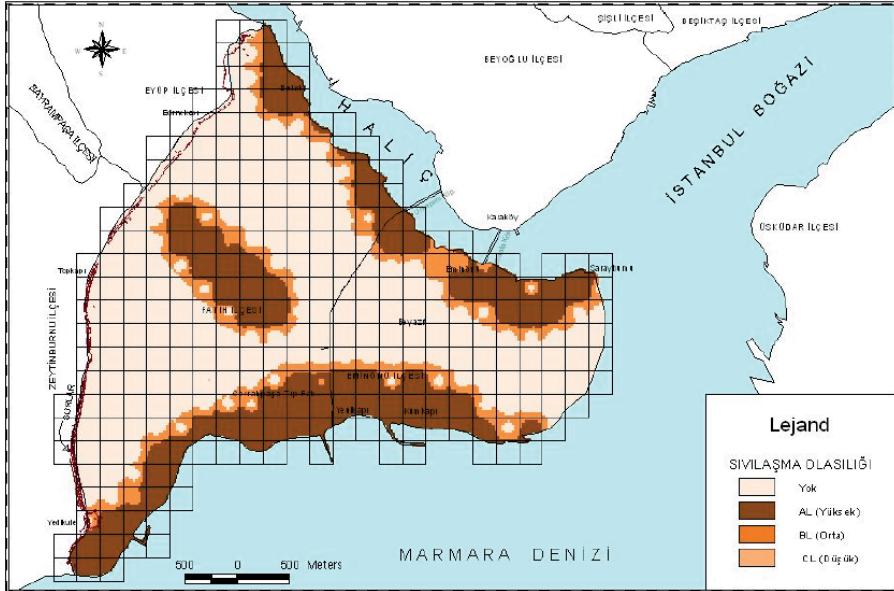 ŞİŞLİ İLÇESİ
BEŞİKTAŞ İLÇESİ
BEYOĞLU İLÇESİ
N
W E
S
EYÜP İLÇESİ
BAYRAMPAŞA İLÇESİ
HALİÇ
İSTANBUL BOĞAZI
Karaköy
ÜSKÜDAR İLÇESİ
Topkapı
Eminönü
Sarayburnu
ZEYTİNBURNU İLÇESİ
FATİH İLÇESİ
Beyazıt
EMİNÖNÜ İLÇESİ
SURLAR
Yenikapı
Kumkapı
Yedikule
MARMARA DENİZİ
500 0 500 Meters
Lejand
SIVILAŞMA OLASILIĞI
Yok
AL (Yüksek)
BL (Orta)
CL (Düşük)